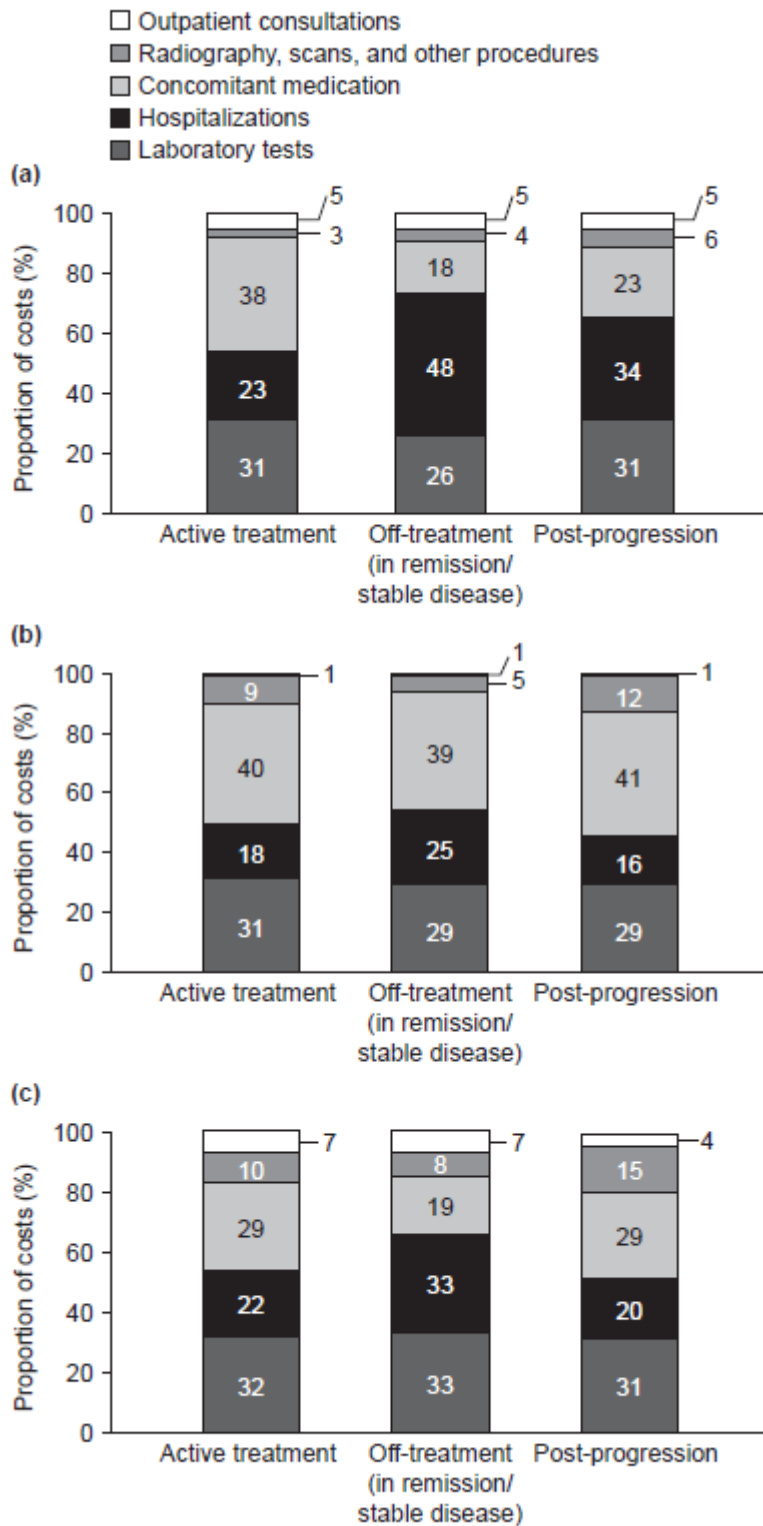 Outpatient consultations
Radiography, scans, and other procedures
Concomitant medication
Hospitalizations
Laboratory tests
(a)
Proportion of costs (%)
100
80
60
40
20
0
5
3
38
23
31
5
4
18
48
26
5
6
23
34
31
Active treatment
Off-treatment
(in remission/
stable disease)
Post-progression
(b)
Proportion of costs (%)
100
80
60
40
20
0
1
9
40
18
31
1
5
39
25
29
1
12
41
16
29
Active treatment
Off-treatment
(in remission/
stable disease)
Post-progression
(c)
Proportion of costs (%)
100
80
60
40
20
0
7
10
29
22
32
7
8
19
33
33
4
15
29
20
31
Active treatment
Off-treatment
(in remission/
stable disease)
Post-progression